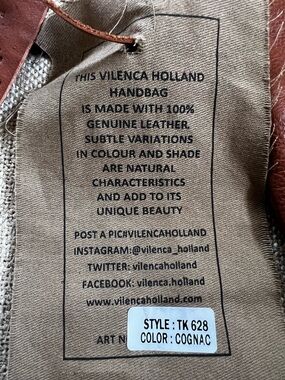 THIS VILENCA HOLLAND
HANDBAG
IS MADE WITH 100%
GENUINE LEATHER.
SUBTLE VARIATIONS
IN COLOUR AND SHADE
ARE NATURAL
CHARACTERISTICS
AND ADD TO ITS
UNIQUE BEAUTY
POST A PIC#VILENCAHOLLAND
INSTAGRAM:@vilenca_holland
TWITTER: vilencaholland
FACEBOOK: vilencaholland
www.vilencaholland.com
STYLE : TK 628
ART N
COLOR : COGNAC